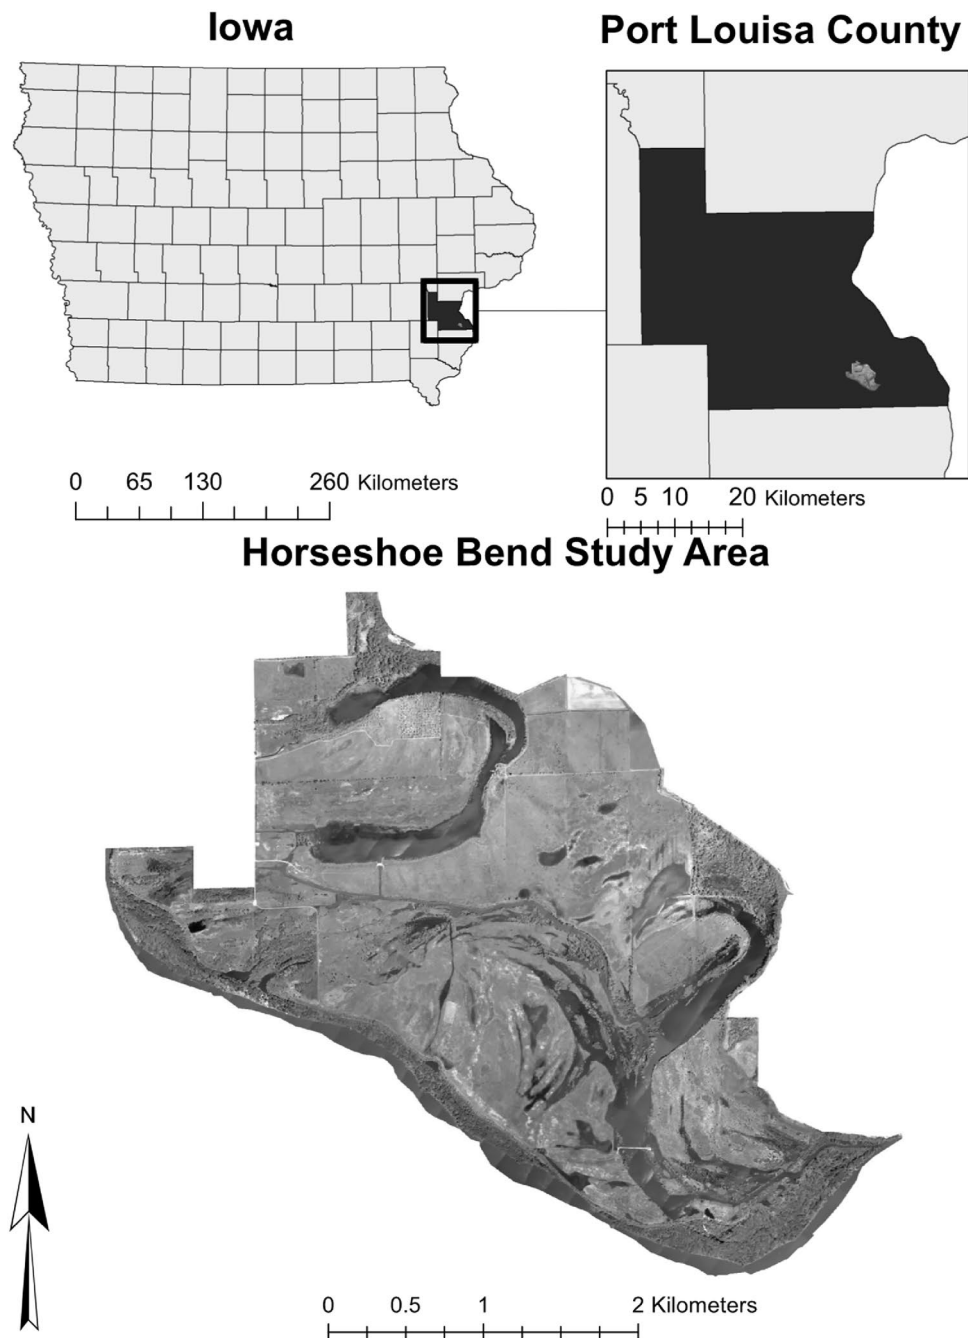 Iowa
Port Louisa County
0 65 130 260 Kilometers
0 5 10 20 Kilometers
Horseshoe Bend Study Area
N
0 0.5 1 2 Kilometers